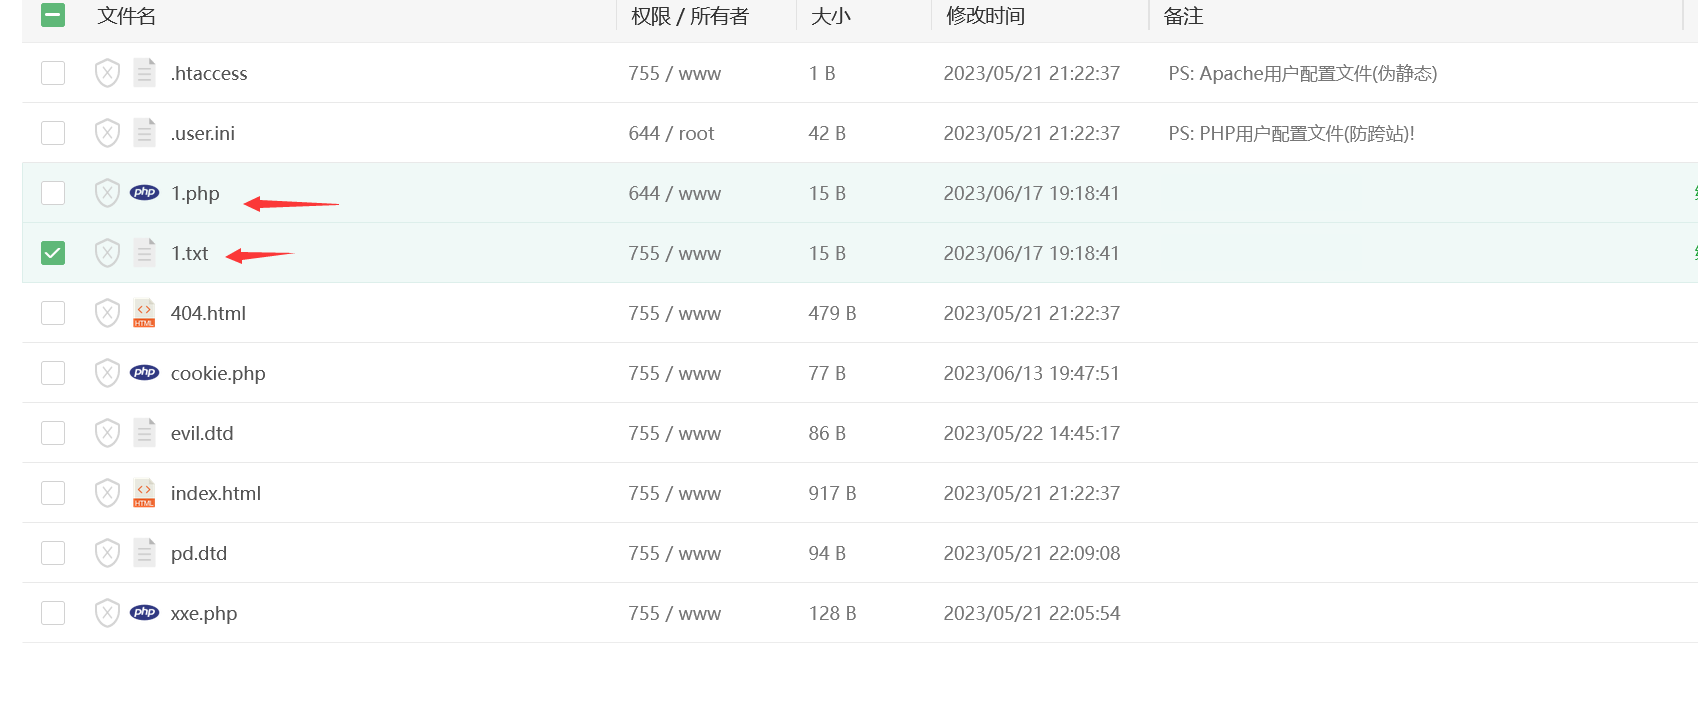 文件名 权限 / 所有者 大小 修改时间 备注
.htaccess 755 / www 1 B 2023/05/21 21:22:37 PS: Apache用户配置文件(伪静态)
.user.ini 644 / root 42 B 2023/05/21 21:22:37 PS: PHP用户配置文件(防跨站)!
php 1.php 644 / www 15 B 2023/06/17 19:18:41
1.txt 755 / www 15 B 2023/06/17 19:18:41
HTML 404.html 755 / www 479 B 2023/05/21 21:22:37
php cookie.php 755 / www 77 B 2023/06/13 19:47:51
evil.dtd 755 / www 86 B 2023/05/22 14:45:17
HTML index.html 755 / www 917 B 2023/05/21 21:22:37
pd.dtd 755 / www 94 B 2023/05/21 22:09:08
php xxe.php 755 / www 128 B 2023/05/21 22:05:54